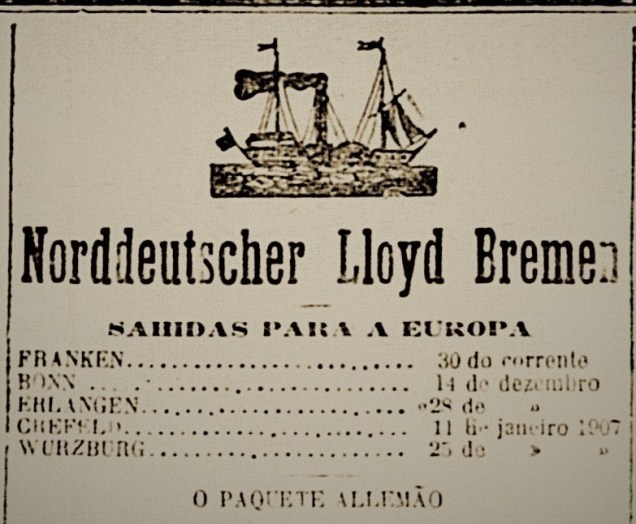 Norddeutscher Lloyd Bremen
SAHIDAS PARA A EUROPA
FRANKEN........................ 30 do corrente
BONN ........................ 14 de dezembro
ERLANGEN........................ 28 de »
CREFELD........................ 11 de janeiro 1907
WURZBURG........................ 25 de » »
O PAQUETE ALLEMÃO